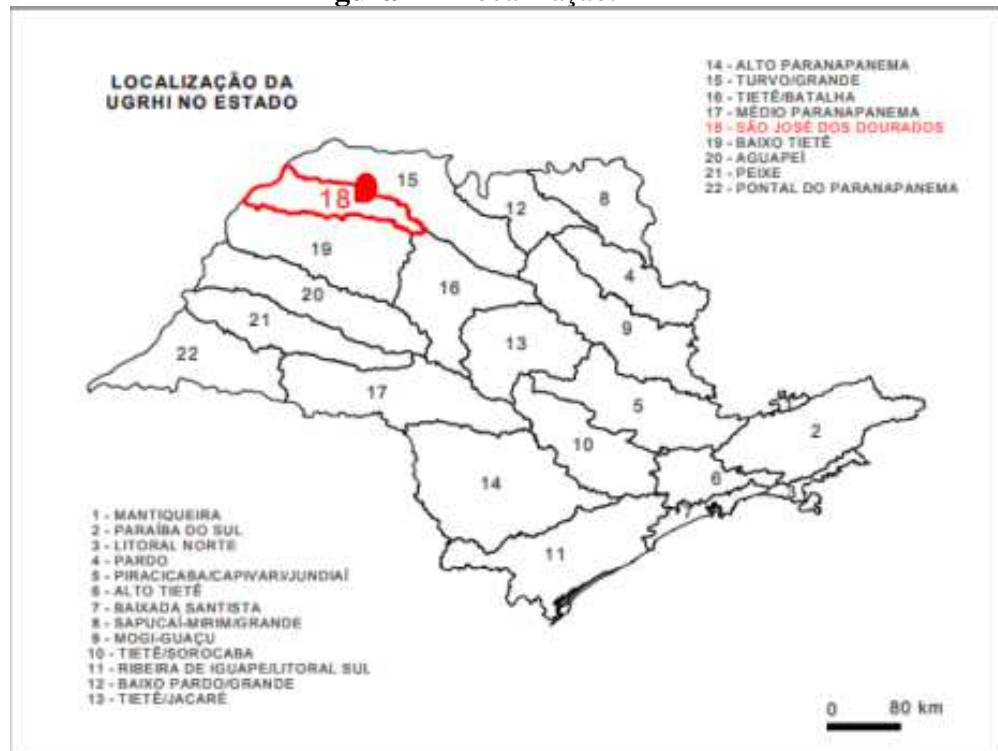 LOCALIZAÇÃO DA
UGRHI NO ESTADO
14 - ALTO PARANAPANEMA
15 - TURVO/GRANDE
16 - TIETÊ/BATALHA
17 - MÉDIO PARANAPANEMA
18 - SÃO JOSÉ DOS DOURADOS
19 - BAIXO TIETÊ
20 - AGUAPEÍ
21 - PEIXE
22 - PONTAL DO PARANAPANEMA
15
18
12
8
19
4
16
20
9
21
13
22
17
5
2
10
14
6
7
11
1 - MANTIQUEIRA
2 - PARAÍBA DO SUL
3 - LITORAL NORTE
4 - PARDO
5 - PIRACICABA/CAPIVARI/JUNDIAÍ
6 - ALTO TIETÊ
7 - BAIXADA SANTISTA
8 - SAPUCAÍ-MIRIM/GRANDE
9 - MOGI-GUAÇU
10 - TIETÊ/SOROCABA
11 - RIBEIRA DE IGUAPE/LITORAL SUL
12 - BAIXO PARDO/GRANDE
13 - TIETÊ/JACARÉ
0 80 km